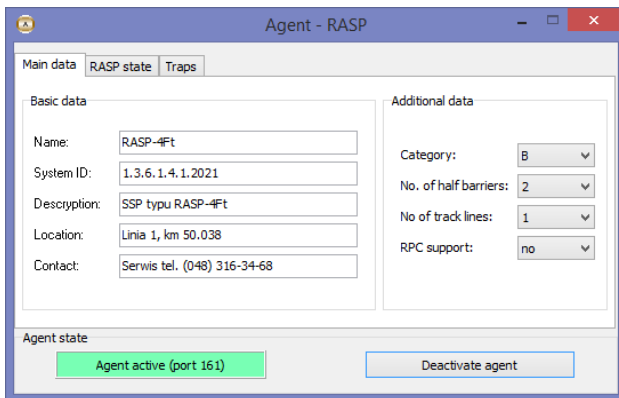 Agent - RASP
Main data RASP state Traps
Basic data
Name: RASP-4Ft
System ID: 1.3.6.1.4.1.2021
Descryption: SSP typu RASP-4Ft
Location: Linia 1, km 50.038
Contact: Serwis tel. (048) 316-34-68
Additional data
Category: B
No. of half barriers: 2
No of track lines: 1
RPC support: no
Agent state
Agent active (port 161) Deactivate agent